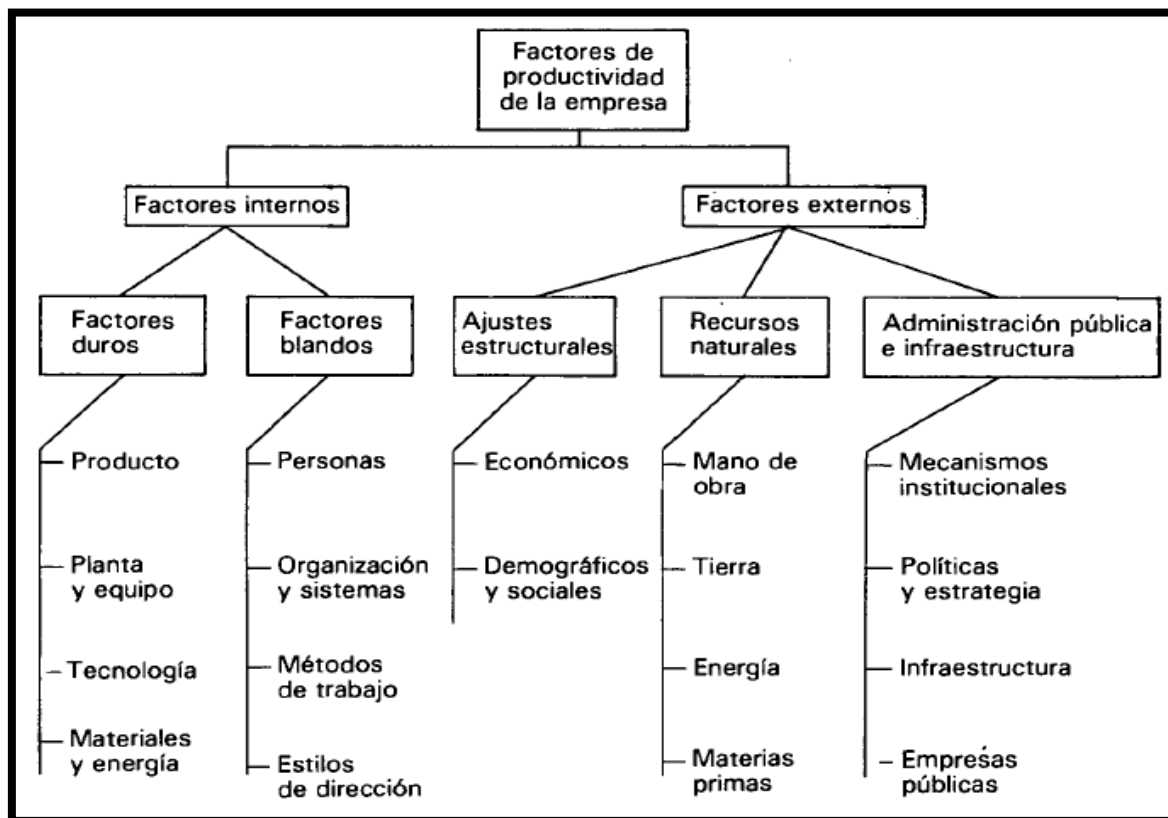 Factores de
productividad
de la empresa
Factores internos
Factores externos
Factores
duros
Factores
blandos
Ajustes
estructurales
Recursos
naturales
Administración pública
e infraestructura
Producto
Planta
y equipo
Tecnología
Materiales
y energía
Personas
Organización
y sistemas
Métodos
de trabajo
Estilos
de dirección
Económicos
Demográficos
y sociales
Mano de
obra
Tierra
Energía
Materias
primas
Mecanismos
institucionales
Políticas
y estrategia
Infraestructura
Empresas
públicas